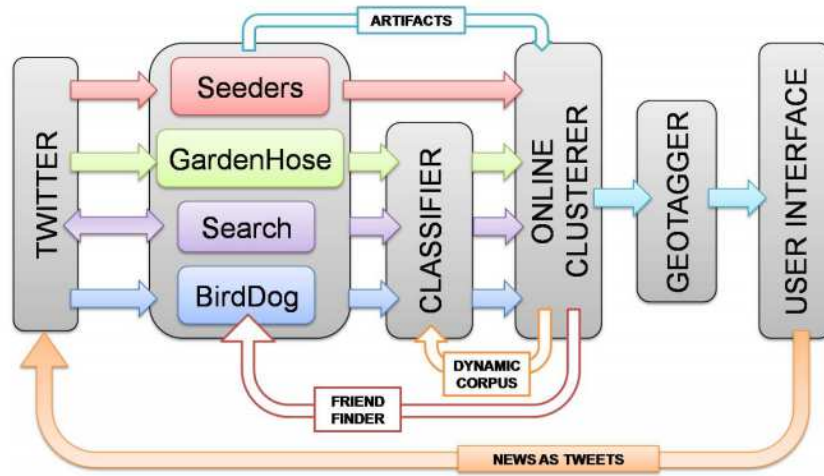 ARTIFACTS
TWITTER
Seeders
GardenHose
Search
BirdDog
CLASSIFIER
ONLINE
CLUSTERER
GEOTAGGER
USER INTERFACE
DYNAMIC
CORPUS
FRIEND
FINDER
NEWS AS TWEETS